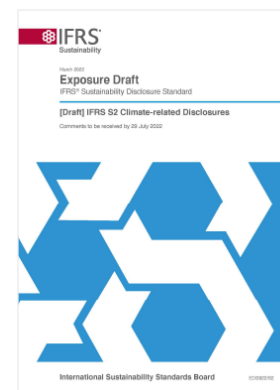 IFRS®
Sustainability
March 2022
Exposure Draft
IFRS® Sustainability Disclosure Standard
[Draft] IFRS S2 Climate-related Disclosures
Comments to be received by 29 July 2022
International Sustainability Standards Board